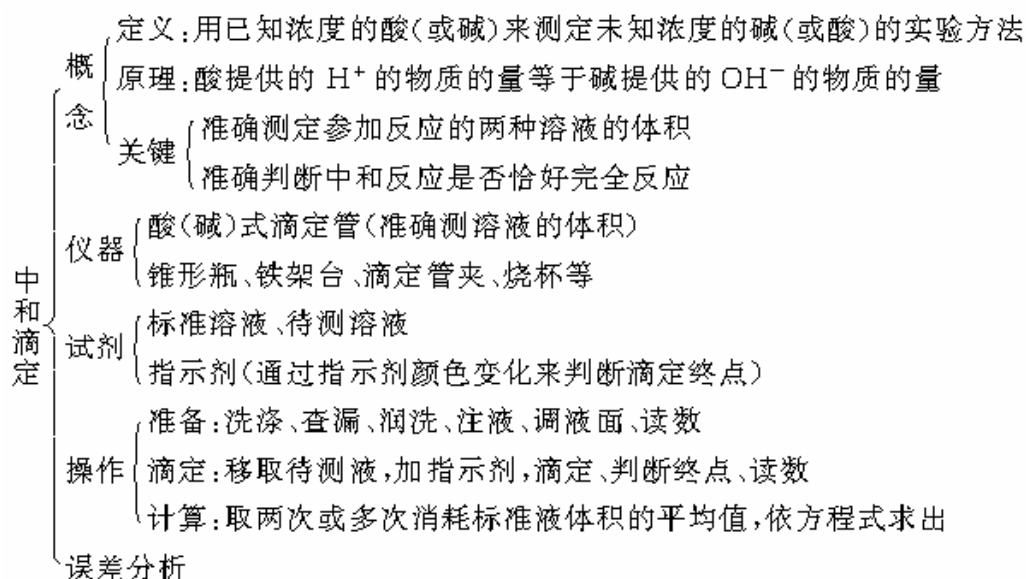 中和滴定
概念
定义:用已知浓度的酸(或碱)来测定未知浓度的碱(或酸)的实验方法
原理:酸提供的 H⁺ 的物质的量等于碱提供的 OH⁻ 的物质的量
关键
准确测定参加反应的两种溶液的体积
准确判断中和反应是否恰好完全反应
仪器
酸(碱)式滴定管(准确测溶液的体积)
锥形瓶、铁架台、滴定管夹、烧杯等
试剂
标准溶液、待测溶液
指示剂(通过指示剂颜色变化来判断滴定终点)
操作
准备:洗涤、查漏、润洗、注液、调液面、读数
滴定:移取待测液,加指示剂,滴定、判断终点、读数
计算:取两次或多次消耗标准液体积的平均值,依方程式求出
误差分析